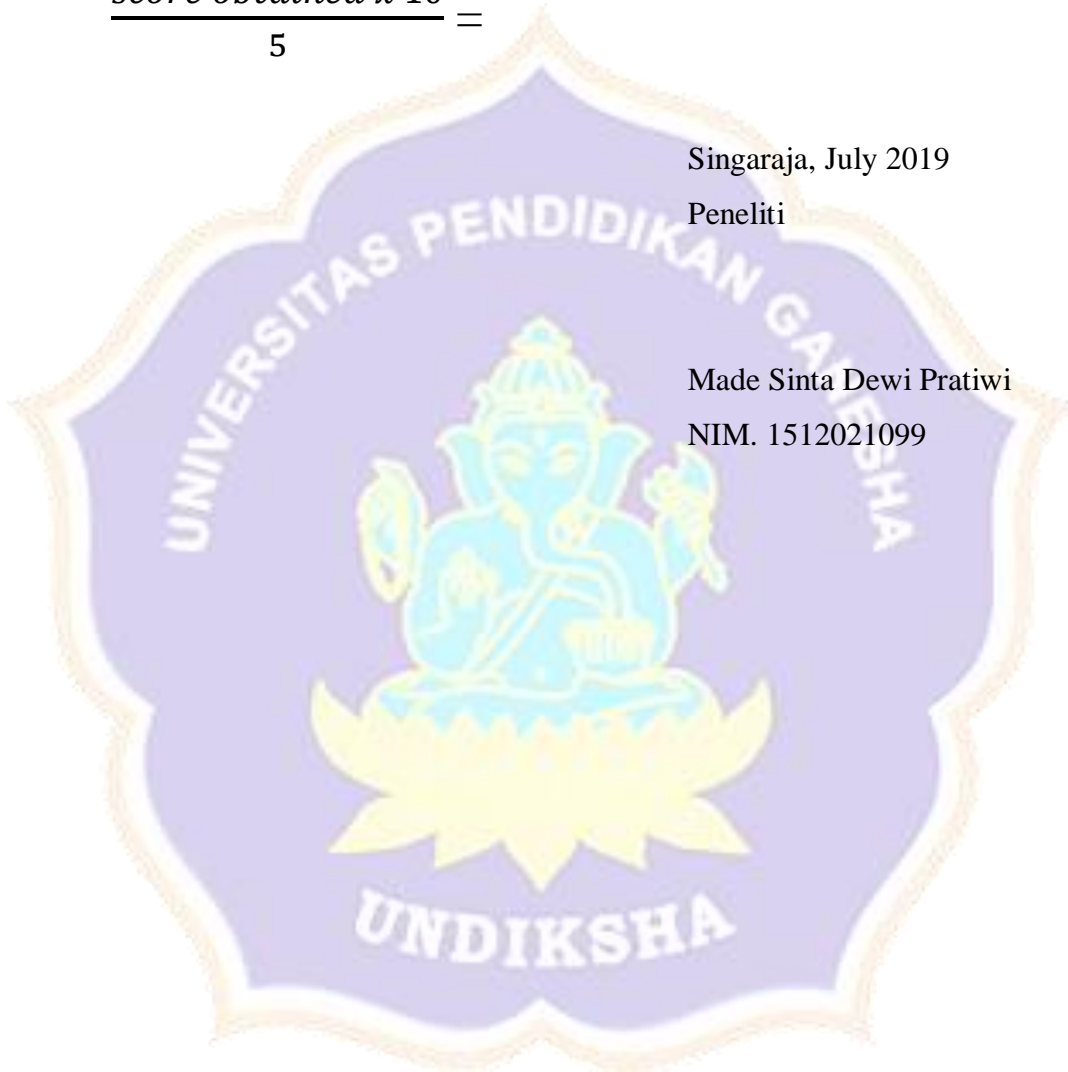 score obtained x 10
5
=
Singaraja, July 2019
Peneliti
Made Sinta Dewi Pratiwi
NIM. 1512021099
UNIVERSITAS PENDIDIKAN GANESHA
UNDIKSHA